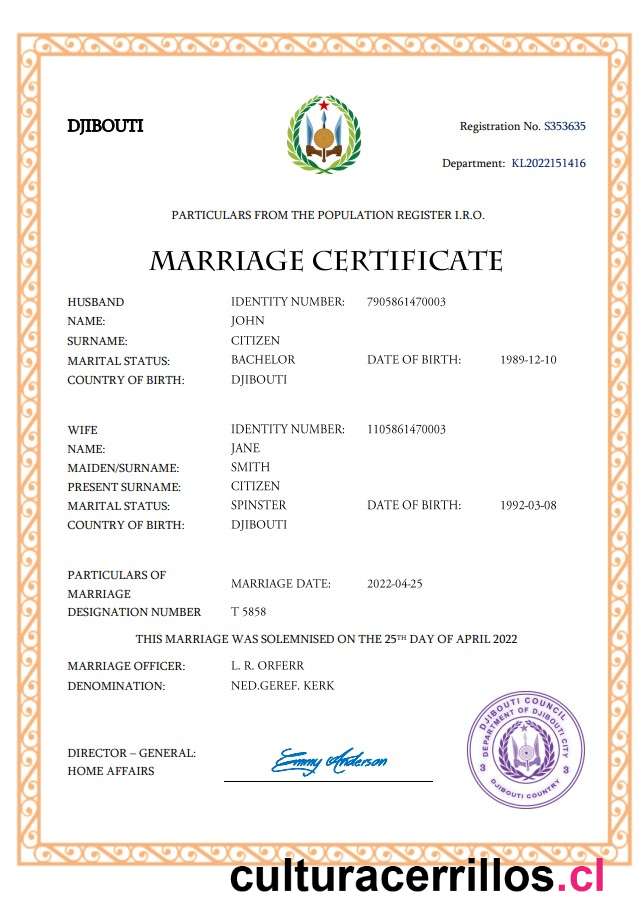 DJIBOUTI
Registration No. S353635
Department: KL2022151416
PARTICULARS FROM THE POPULATION REGISTER I.R.O.
MARRIAGE CERTIFICATE
HUSBAND IDENTITY NUMBER: 7905861470003
NAME: JOHN
SURNAME: CITIZEN
MARITAL STATUS: BACHELOR DATE OF BIRTH: 1989-12-10
COUNTRY OF BIRTH: DJIBOUTI
WIFE IDENTITY NUMBER: 1105861470003
NAME: JANE
MAIDEN/SURNAME: SMITH
PRESENT SURNAME: CITIZEN
MARITAL STATUS: SPINSTER DATE OF BIRTH: 1992-03-08
COUNTRY OF BIRTH: DJIBOUTI
PARTICULARS OF
MARRIAGE MARRIAGE DATE: 2022-04-25
DESIGNATION NUMBER T 5858
THIS MARRIAGE WAS SOLEMNISED ON THE 25TH DAY OF APRIL 2022
MARRIAGE OFFICER: L. R. ORFERR
DENOMINATION: NED.GEREF. KERK
DIRECTOR – GENERAL: Emmy Anderson
HOME AFFAIRS
DJIBOUTI COUNCIL
DEPARTMENT OF DJIBOUTI CITY
3 3
DJIBOUTI COUNTRY
culturacerrillos.cl